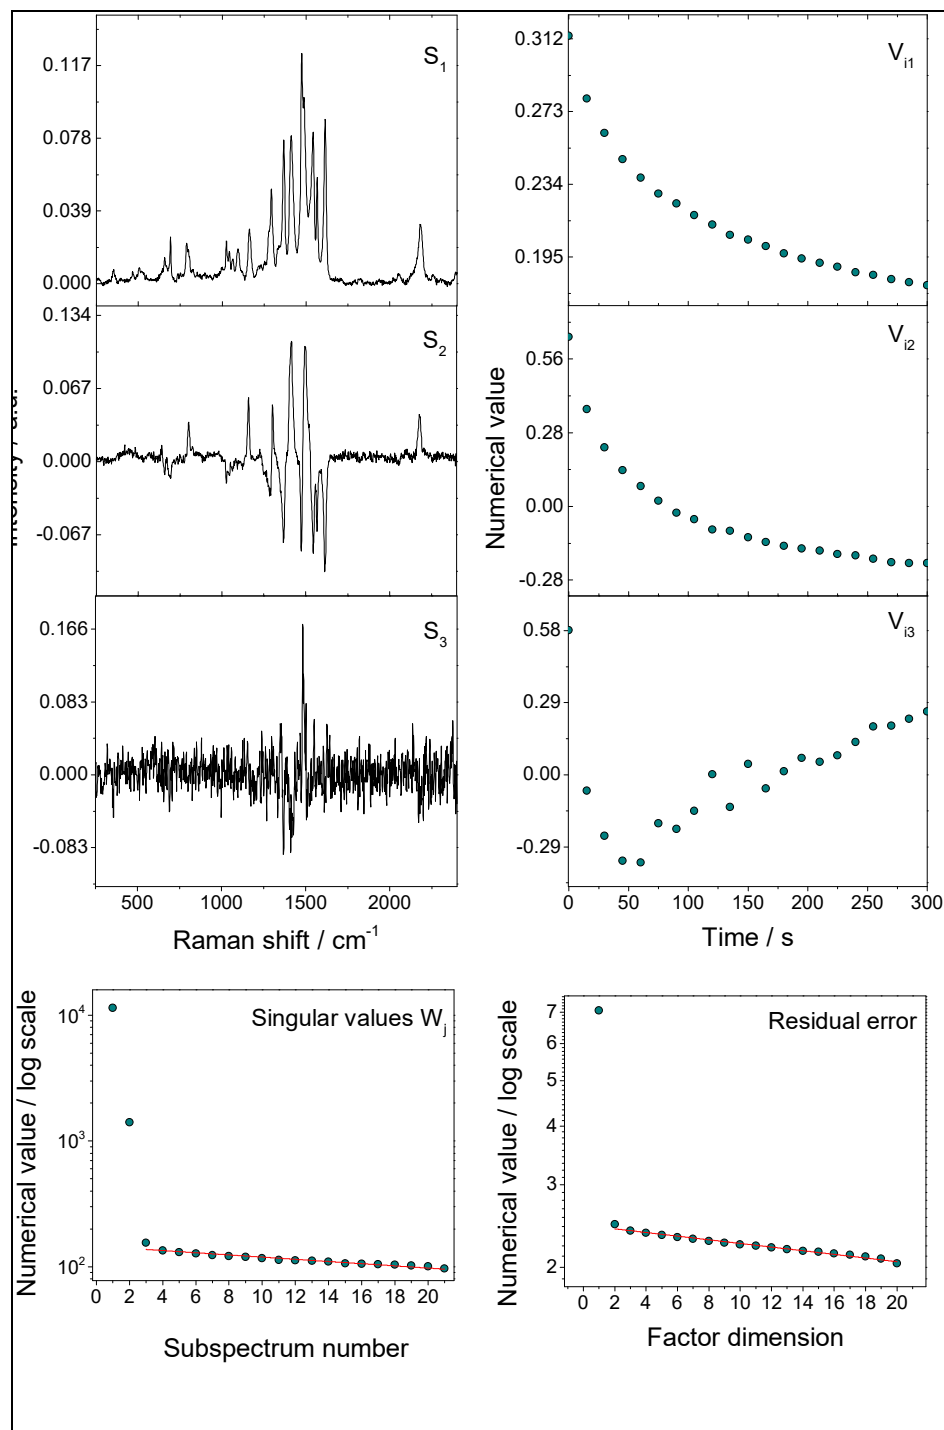 0.117
0.078
0.039
0.000
S1
0.312
0.273
0.234
0.195
Vi1
0.134
0.067
0.000
-0.067
S2
0.56
0.28
0.00
-0.28
Vi2
Numerical value
0.166
0.083
0.000
-0.083
S3
0.58
0.29
0.00
-0.29
Vi3
500 1000 1500 2000
Raman shift / cm-1
0 50 100 150 200 250 300
Time / s
Numerical value / log scale
10^4
10^3
10^2
Singular values Wj
0 2 4 6 8 10 12 14 16 18 20
Subspectrum number
Numerical value / log scale
7
6
5
4
3
2
Residual error
0 2 4 6 8 10 12 14 16 18 20
Factor dimension